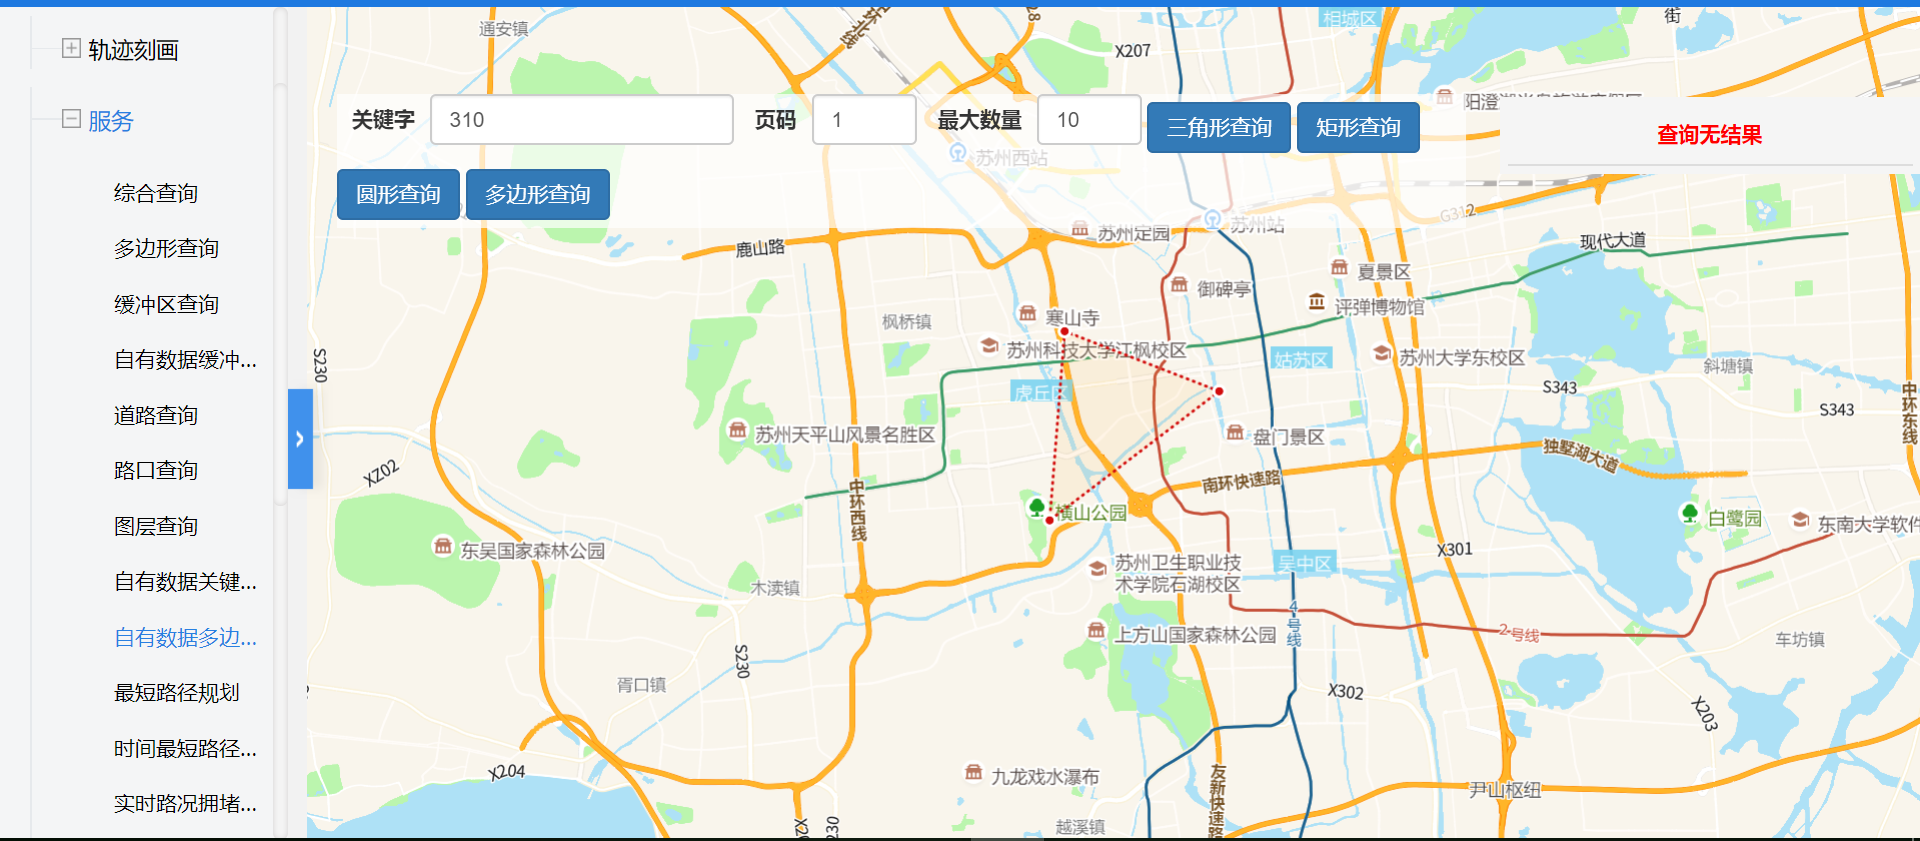 轨迹刻画
服务
综合查询
多边形查询
缓冲区查询
自有数据缓冲...
道路查询
路口查询
图层查询
自有数据关键...
自有数据多边...
最短路径规划
时间最短路径...
实时路况拥堵...
关键字
310
页码
1
最大数量
10
三角形查询
矩形查询
圆形查询
多边形查询
查询无结果
通安镇
环北线
X207
相城区
街
苏州西站
苏州站
G312
苏州定园
鹿山路
现代大道
夏景区
御碑亭
评弹博物馆
寒山寺
枫桥镇
苏州科技大学江枫校区
姑苏区
苏州大学东校区
斜塘镇
S230
虎丘区
S343
S343
中环东线
苏州天平山风景名胜区
盘门景区
独墅湖大道
XZ02
南环快速路
中环西线
横山公园
白鹭园
东南大学软件
东吴国家森林公园
X301
苏州卫生职业技
术学院石湖校区
吴中区
木渎镇
4号线
上方山国家森林公园
2号线
车坊镇
S230
胥口镇
X302
X203
X204
九龙戏水瀑布
友新快速路
尹山枢纽
越溪镇